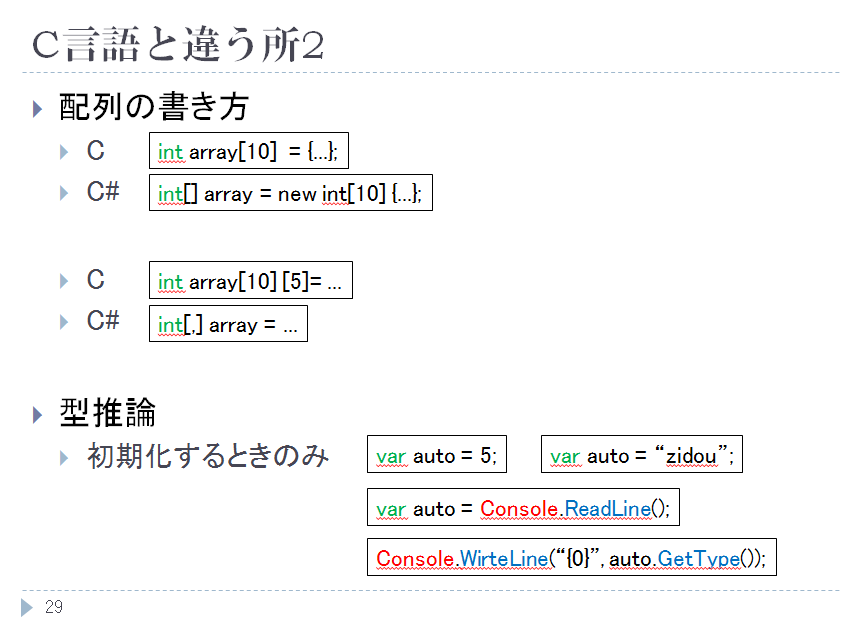 C言語と違う所2
配列の書き方
C int array[10] = {...};
C# int[] array = new int[10] {...};
C int array[10] [5]= ...
C# int[,] array = ...
型推論
初期化するときのみ var auto = 5; var auto = “zidou”;
var auto = Console.ReadLine();
Console.WirteLine(“{0}”, auto.GetType());
29